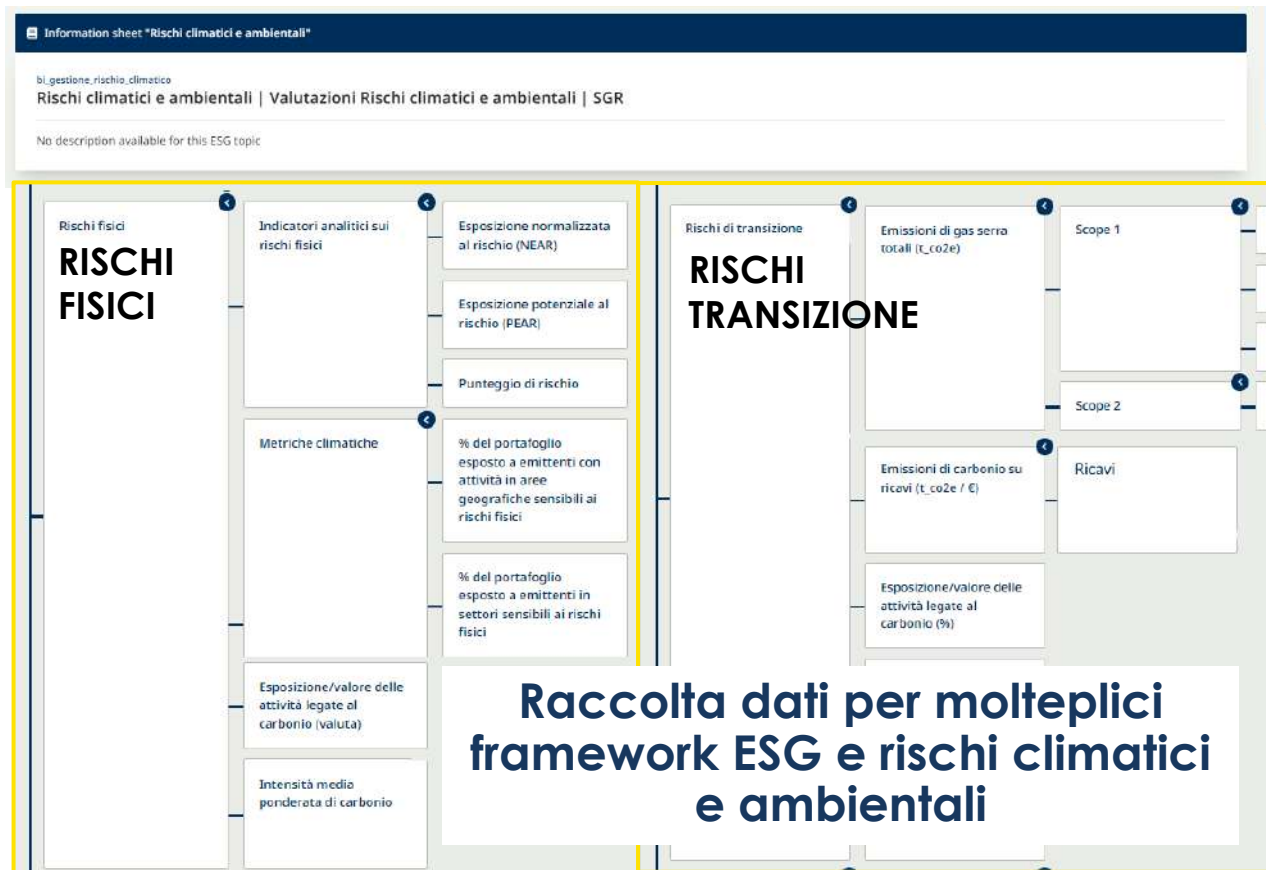 Information sheet "Rischi climatici e ambientali"
bi_gestione_rischio_climatico
Rischi climatici e ambientali | Valutazioni Rischi climatici e ambientali | SGR
No description available for this ESG topic
Rischi fisici
RISCHI
FISICI
Indicatori analitici sui
rischi fisici
Esposizione normalizzata
al rischio (NEAR)
Esposizione potenziale al
rischio (PEAR)
Punteggio di rischio
Metriche climatiche
% del portafoglio
esposto a emittenti con
attività in aree
geografiche sensibili ai
rischi fisici
% del portafoglio
esposto a emittenti in
settori sensibili ai rischi
fisici
Esposizione/valore delle
attività legate al
carbonio (valuta)
Intensità media
ponderata di carbonio
Rischi di transizione
RISCHI
TRANSIZIONE
Emissioni di gas serra
totali (t_co2e)
Scope 1
Scope 2
Emissioni di carbonio su
ricavi (t_co2e / €)
Ricavi
Esposizione/valore delle
attività legate al
carbonio (%)
Raccolta dati per molteplici
framework ESG e rischi climatici
e ambientali